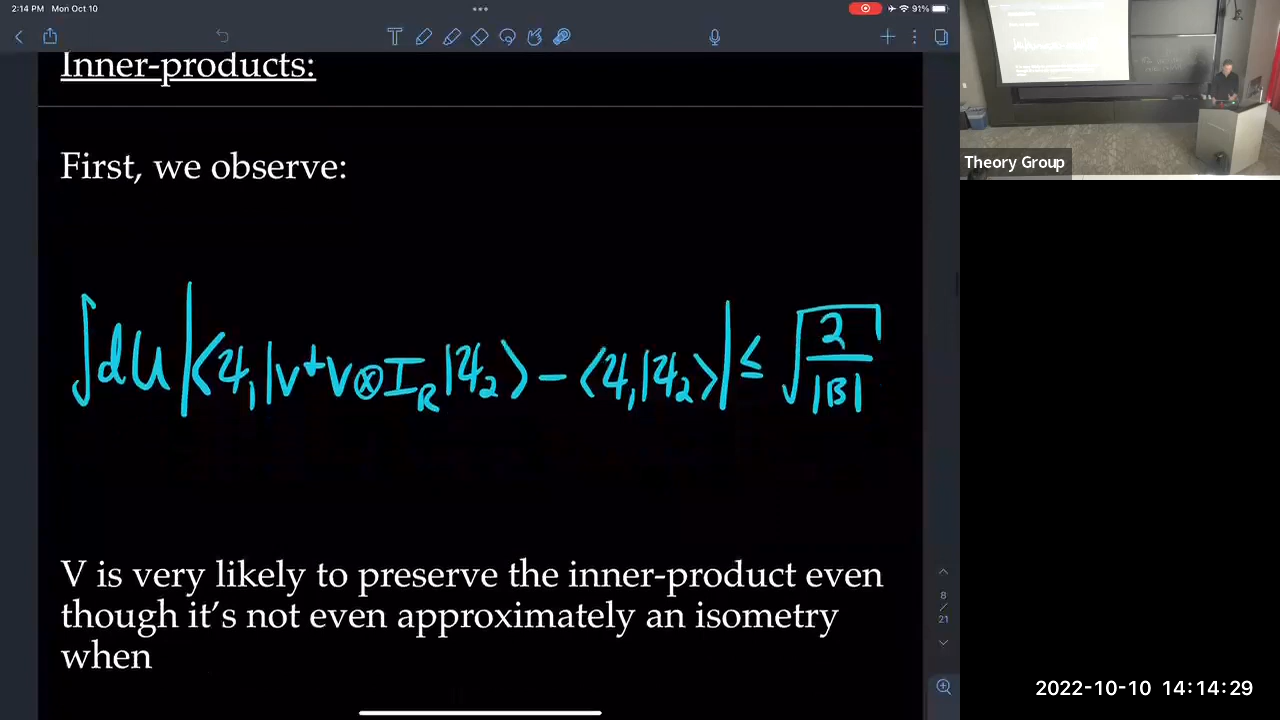 2:14 PM Mon Oct 10
91%
Inner-products:
First, we observe:
∫dU|⟨ψ₁|V†V⊗I_R|ψ₂⟩ − ⟨ψ₁|ψ₂⟩| ≤ √(2/|B|)
V is very likely to preserve the inner-product even
though it's not even approximately an isometry
when
8
/
21
Theory Group
2022-10-10 14:14:29